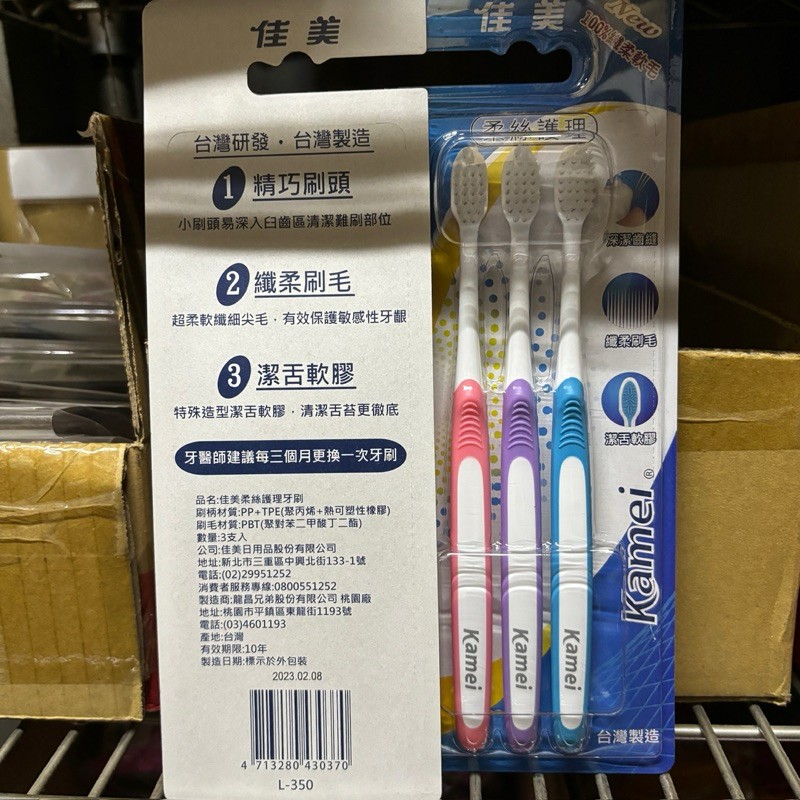 佳美
台灣研發・台灣製造
1 精巧刷頭
小刷頭易深入臼齒區清潔難刷部位
2 纖柔刷毛
超柔軟纖細尖毛，有效保護敏感性牙齦
3 潔舌軟膠
特殊造型潔舌軟膠，清潔舌苔更徹底
牙醫師建議每三個月更換一次牙刷
品名:佳美柔絲護理牙刷
刷柄材質:PP+TPE(聚丙烯+熱可塑性橡膠)
刷毛材質:PBT(聚對苯二甲酸丁二酯)
數量:3支入
公司:佳美日用品股份有限公司
地址:新北市三重區中興北街133-1號
電話:(02)29951252
消費者服務專線:0800551252
製造商:龍昌兄弟股份有限公司 桃園廠
地址:桃園市平鎮區東龍街1193號
電話:(03)4601193
產地:台灣
有效期限:10年
製造日期:標示於外包裝
2023.02.08
4 713280 430370
L-350
佳美
New
100%纖柔軟毛
柔絲護理
深潔齒縫
纖柔刷毛
潔舌軟膠
Kamei®
Kamei
Kamei
Kamei
台灣製造